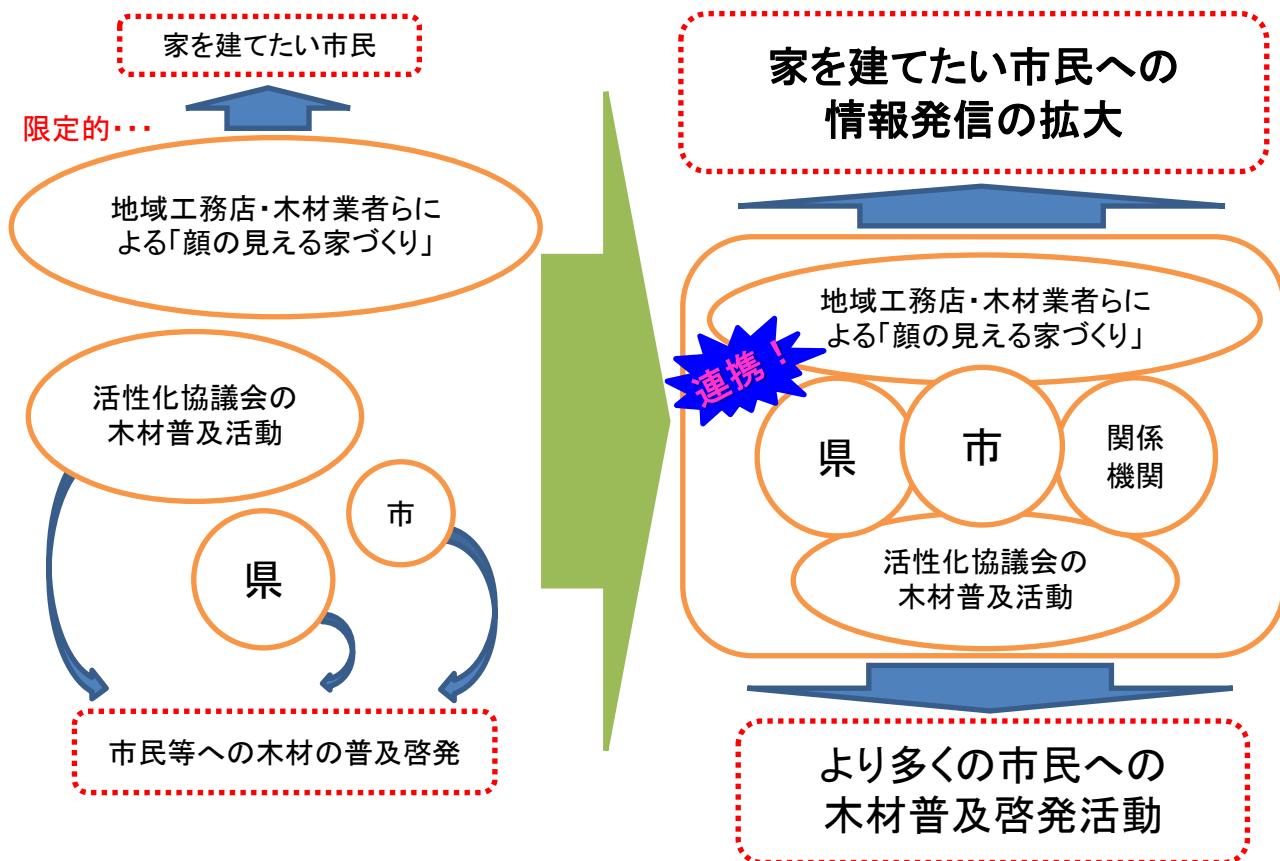 家を建てたい市民
限定的・・・
地域工務店・木材業者らに
よる「顔の見える家づくり」
活性化協議会の
木材普及活動
市
県
市民等への木材の普及啓発
家を建てたい市民への
情報発信の拡大
地域工務店・木材業者らに
よる「顔の見える家づくり」
連携！
県
市
関係
機関
活性化協議会の
木材普及活動
より多くの市民への
木材普及啓発活動